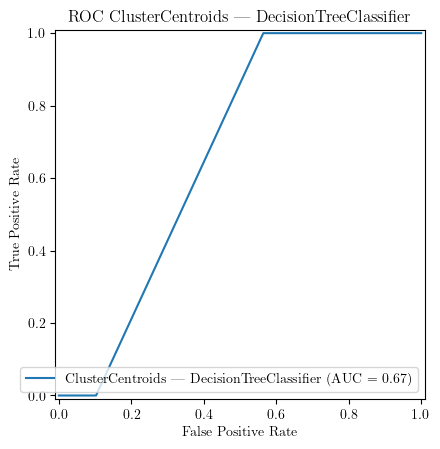 ROC ClusterCentroids — DecisionTreeClassifier
1.0
0.8
0.6
0.4
0.2
0.0
True Positive Rate
ClusterCentroids — DecisionTreeClassifier (AUC = 0.67)
0.0 0.2 0.4 0.6 0.8 1.0
False Positive Rate